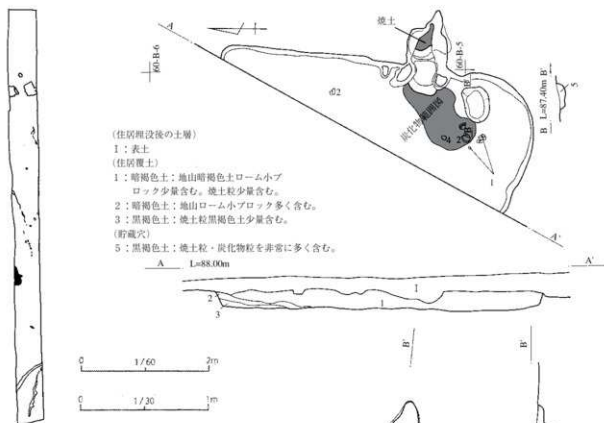 A
焼土
60-B-6
60-B-5
2
B'
炭化物範囲図
4
2
B
1
A'
B'
L=87.40m
B
5
(住居埋没後の土層)
I：表土
(住居覆土)
1：暗褐色土：地山暗褐色土ローム小ブ
ロック少量含む。焼土粒少量含む。
2：暗褐色土：地山ローム小ブロック多く含む。
3：黒褐色土：焼土粒黒褐色土少量含む。
(貯蔵穴)
5：黒褐色土：焼土粒・炭化物粒を非常に多く含む。
A L=88.00m
A'
I
2
1
3
0 1/60 2m
0 1/30 1m
B'
B'